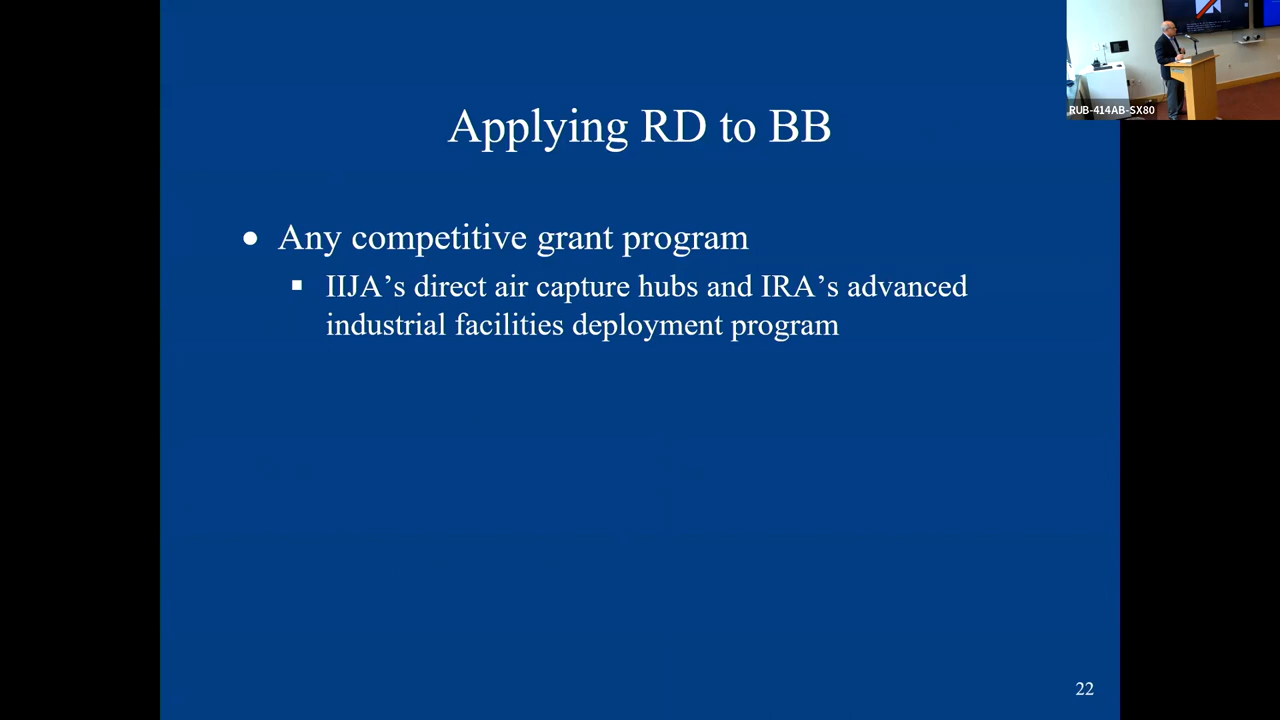 RUB-414AB-SX80
Applying RD to BB
• Any competitive grant program
▪ IIJA’s direct air capture hubs and IRA’s advanced
industrial facilities deployment program
22